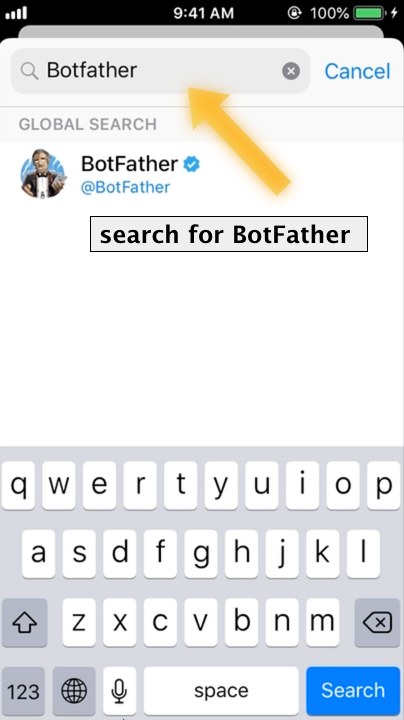 9:41 AM 100%
Botfather Cancel
GLOBAL SEARCH
BotFather
@BotFather
search for BotFather
q w e r t y u i o p
a s d f g h j k l
z x c v b n m
123 space Search